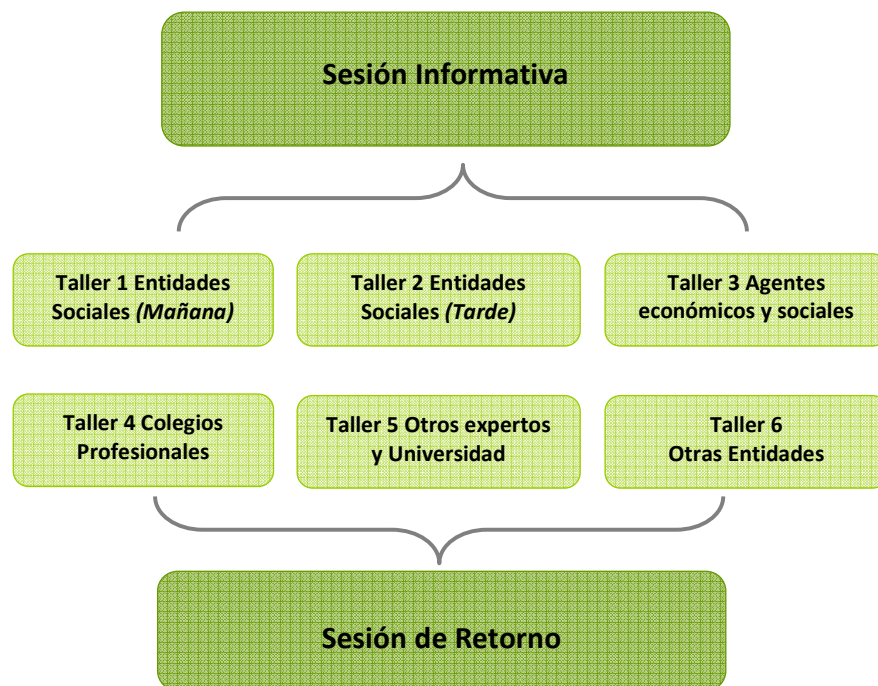 Sesión Informativa
Taller 1 Entidades
Sociales (Mañana)
Taller 2 Entidades
Sociales (Tarde)
Taller 3 Agentes
económicos y sociales
Taller 4 Colegios
Profesionales
Taller 5 Otros expertos
y Universidad
Taller 6
Otras Entidades
Sesión de Retorno